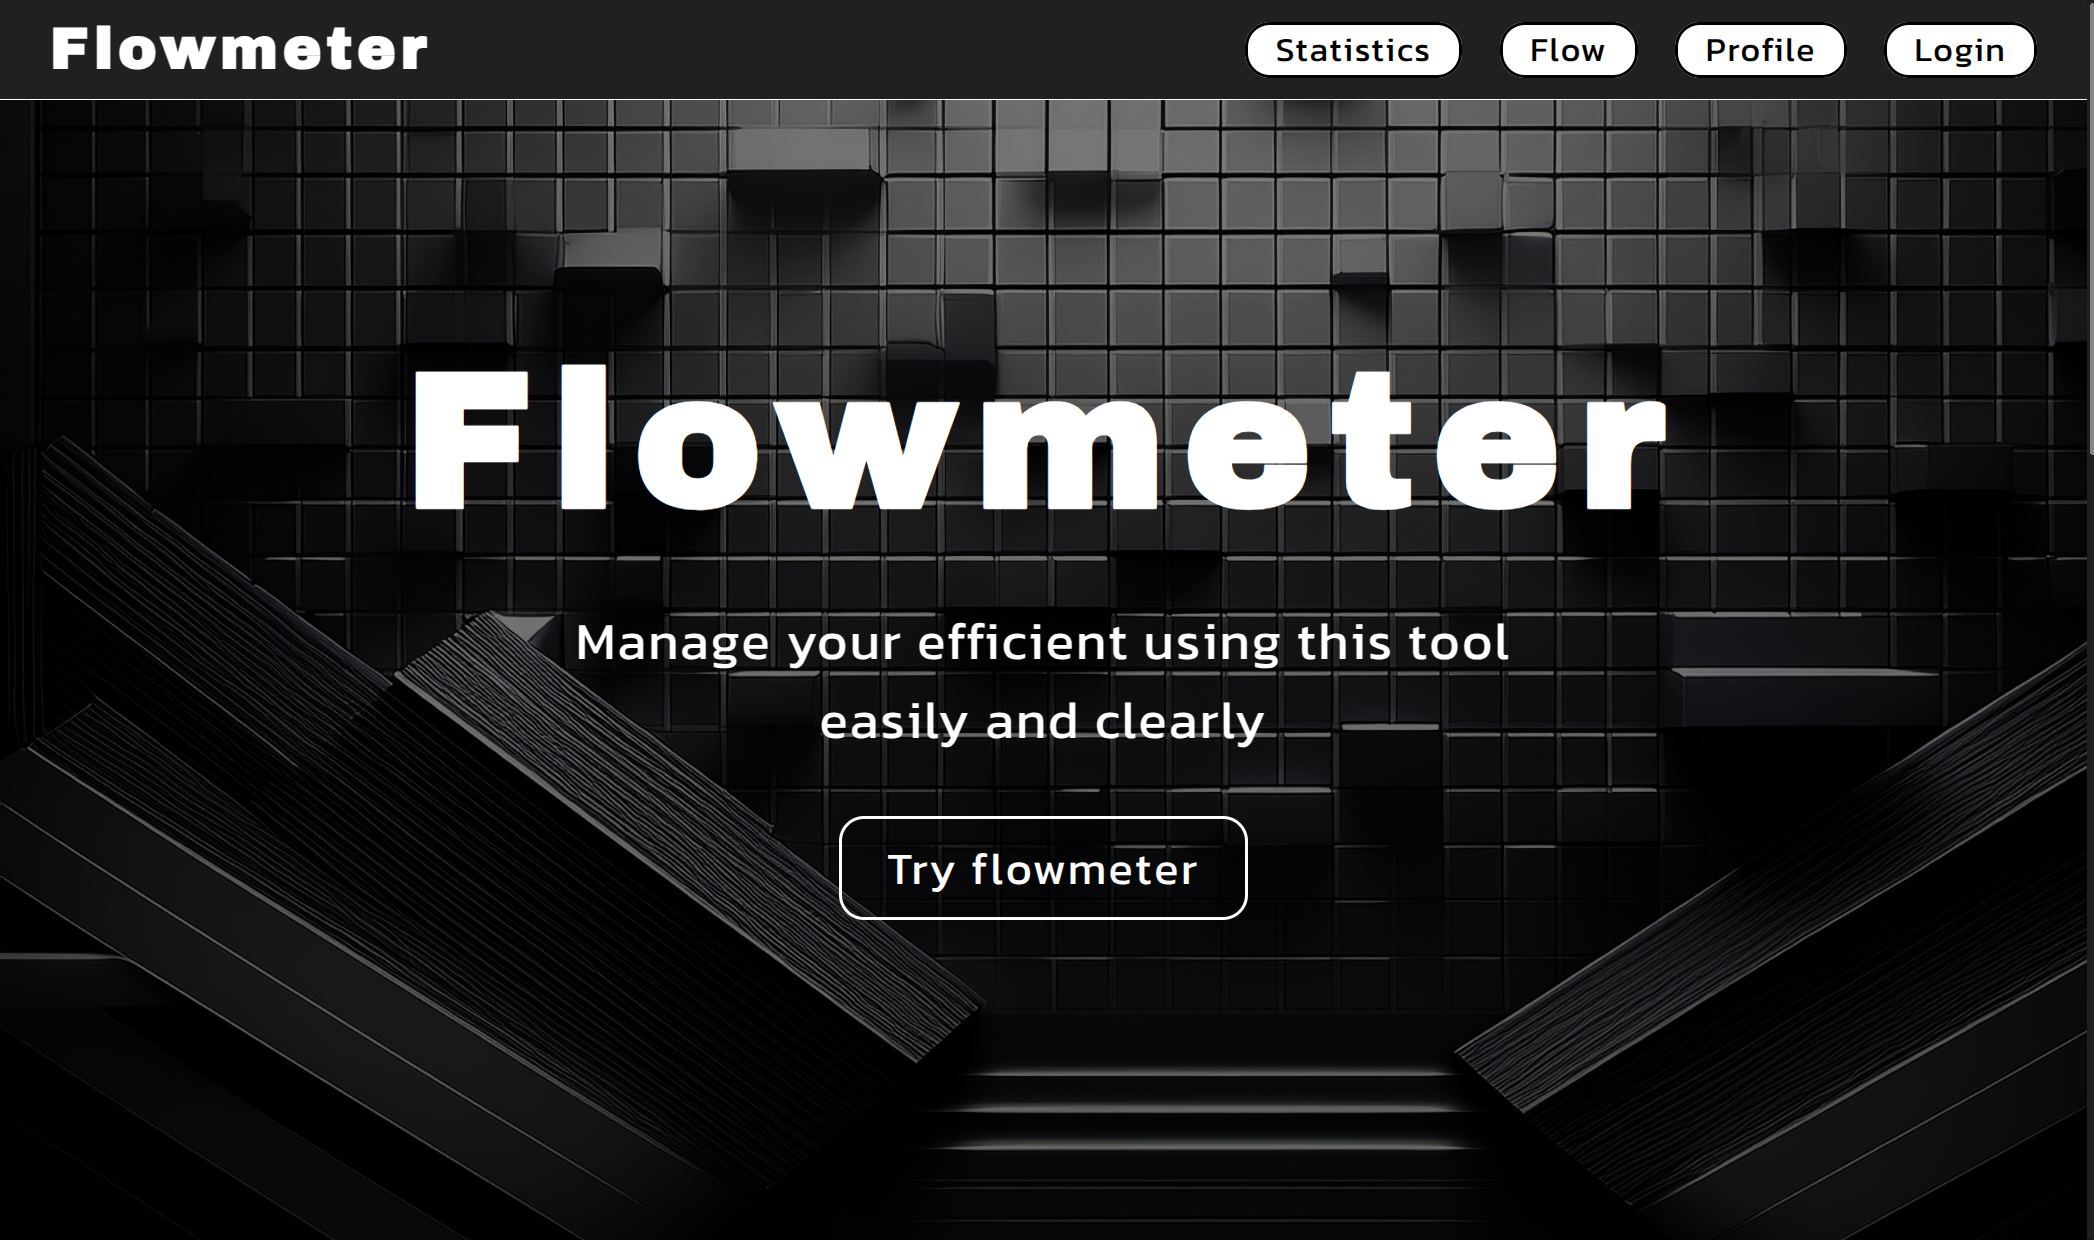 Flowmeter
Statistics
Flow
Profile
Login
Flowmeter
Manage your efficient using this tool
easily and clearly
Try flowmeter